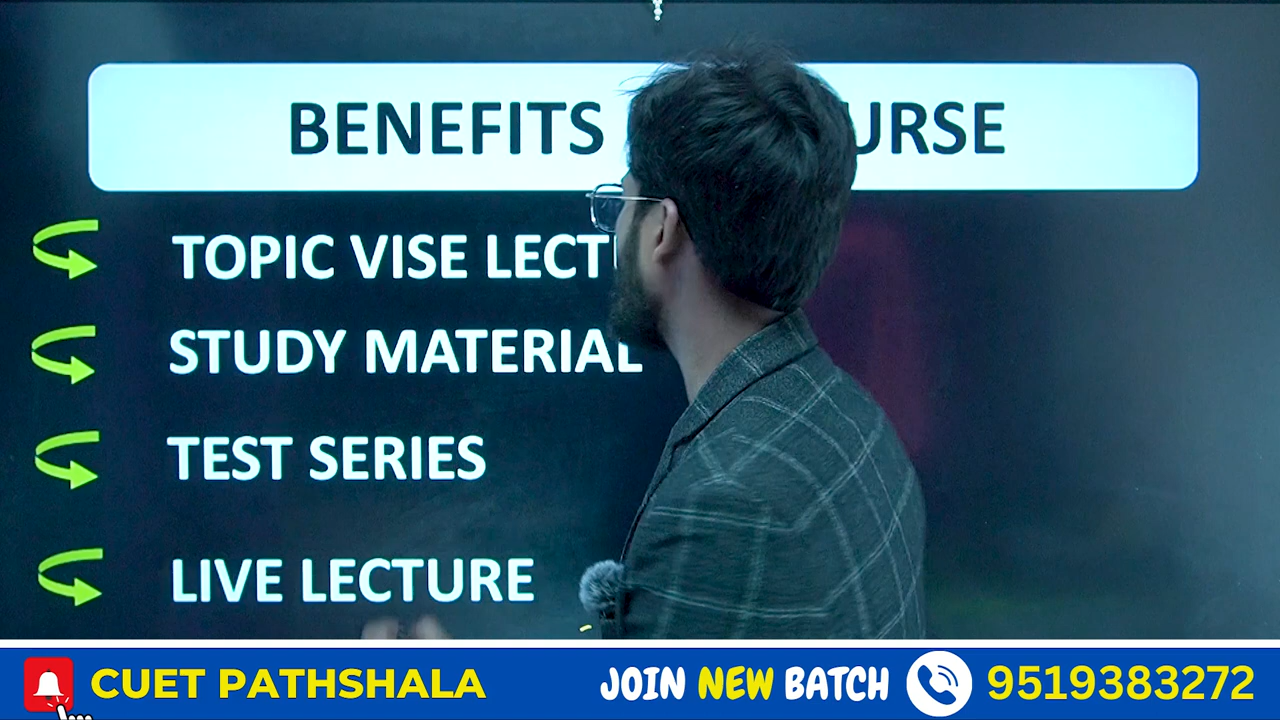 BENEFITS URSE
TOPIC VISE LECT
STUDY MATERIAL
TEST SERIES
LIVE LECTURE
CUET PATHSHALA JOIN NEW BATCH 9519383272